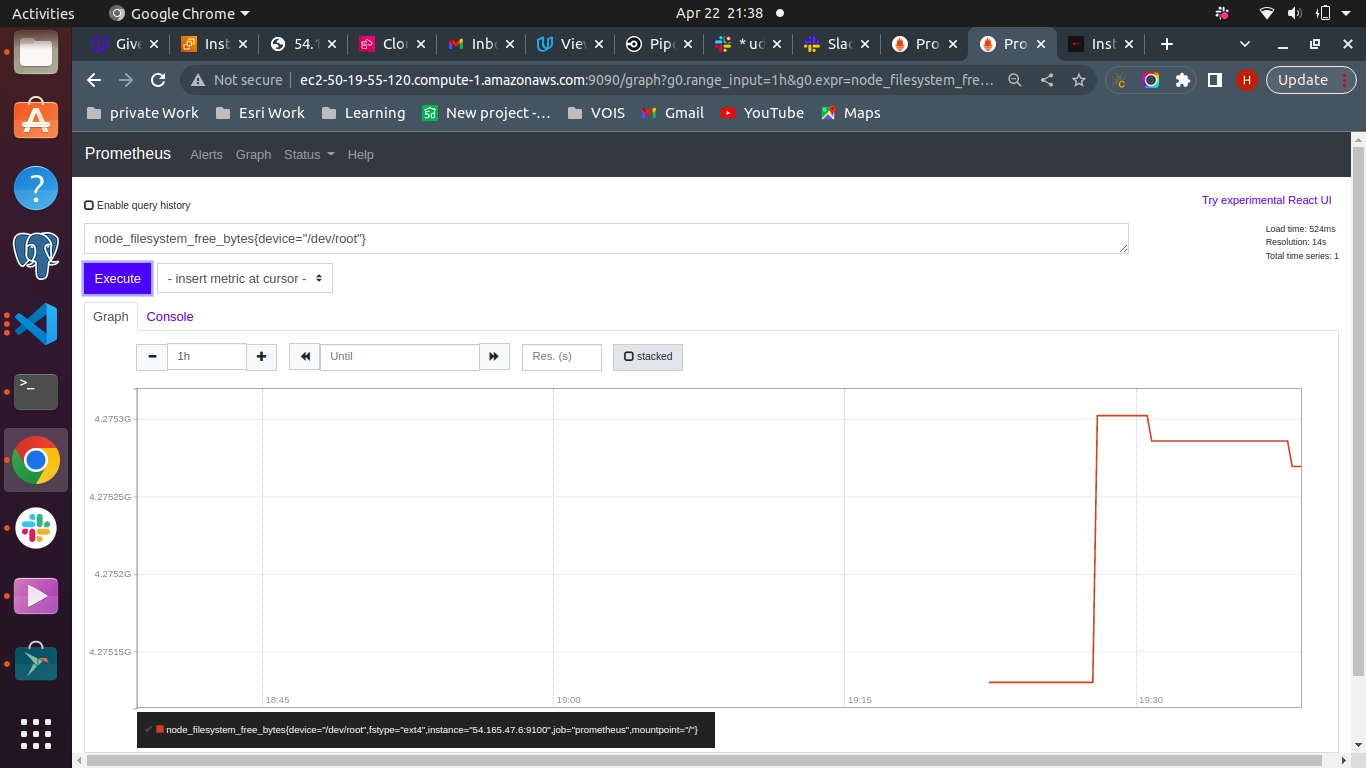 Activities Google Chrome Apr 22 21:38
Give Inst 54.1 Clou Inb Viev Pipe * ud Slac Pro Pro Inst
Not secure ec2-50-19-55-120.compute-1.amazonaws.com:9090/graph?g0.range_input=1h&g0.expr=node_filesystem_fre… C H Update
private Work Esri Work Learning New project -… VOIS Gmail YouTube Maps
Prometheus Alerts Graph Status Help
Enable query history Try experimental React UI
node_filesystem_free_bytes{device="/dev/root"}
Load time: 524ms
Resolution: 14s
Total time series: 1
Execute - insert metric at cursor -
Graph Console
1h Until Res. (s) stacked
4.2753G
4.27525G
4.2752G
4.27515G
18:45 19:00 19:15 19:30
node_filesystem_free_bytes{device="/dev/root",fstype="ext4",instance="54.165.47.6:9100",job="prometheus",mountpoint="/"}